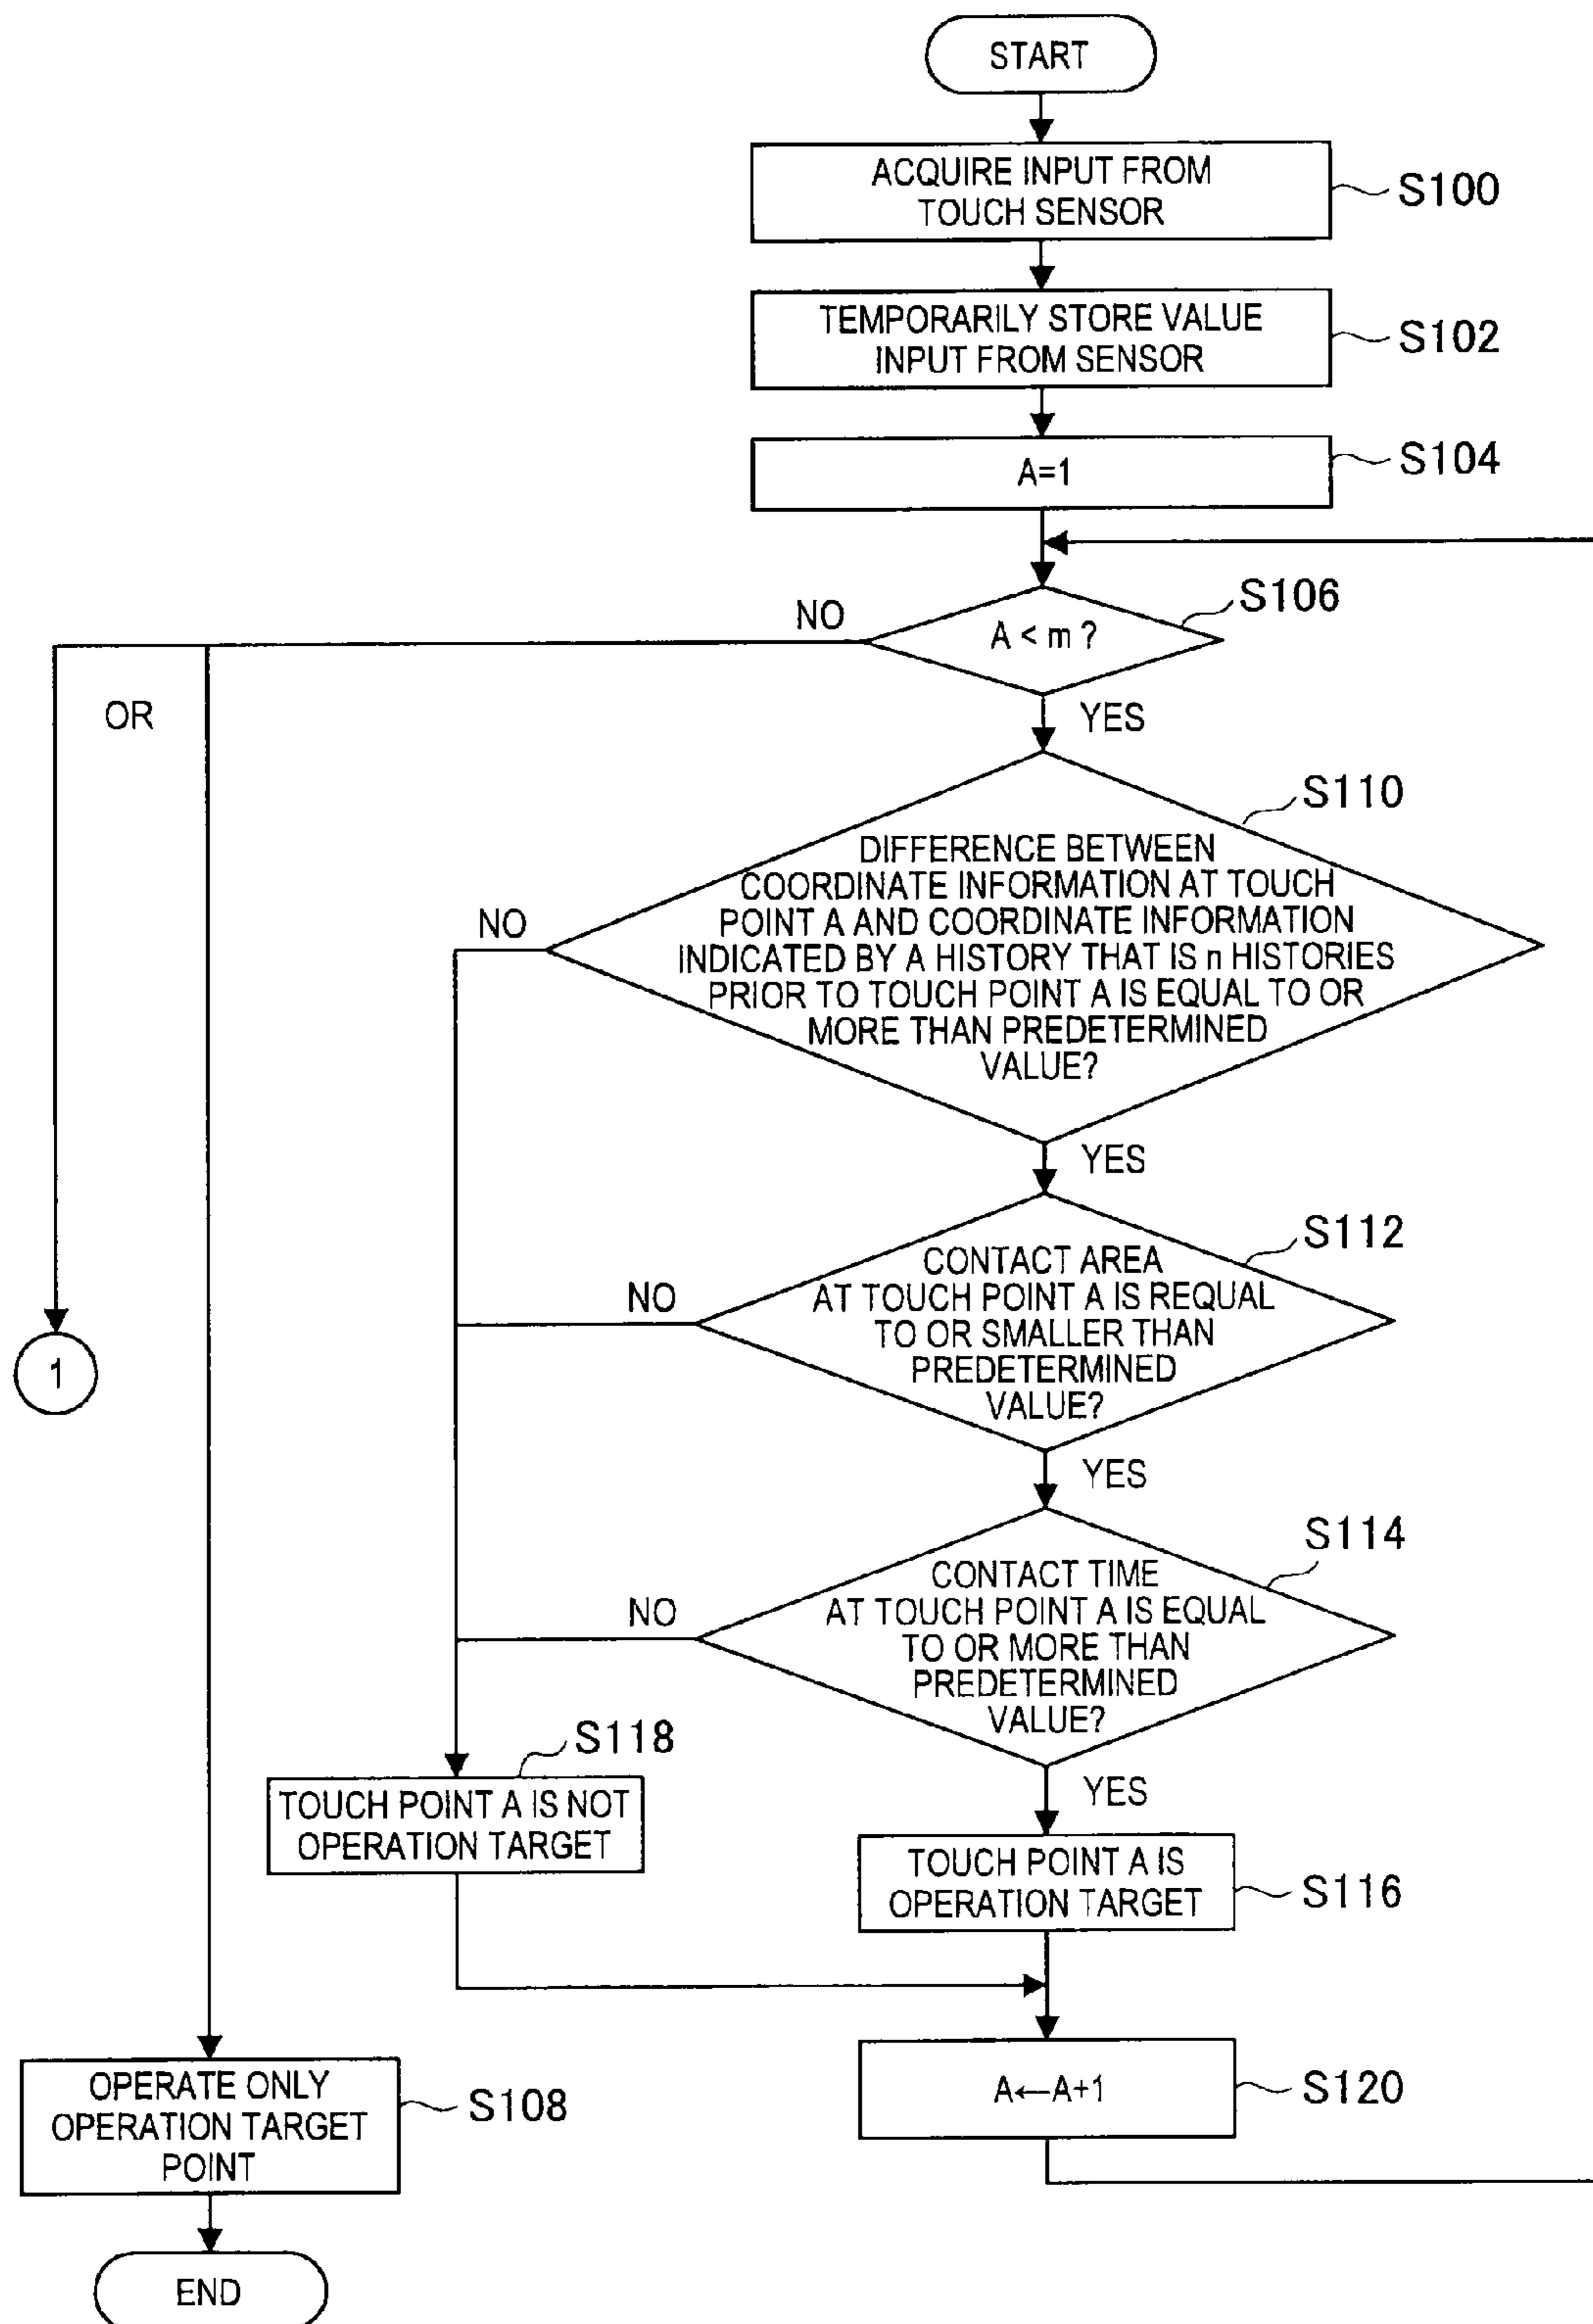 START
ACQUIRE INPUT FROM
TOUCH SENSOR
S100
TEMPORARILY STORE VALUE
INPUT FROM SENSOR
S102
A=1
S104
S106
NO
A < m ?
OR
YES
S110
DIFFERENCE BETWEEN
COORDINATE INFORMATION AT TOUCH
POINT A AND COORDINATE INFORMATION
INDICATED BY A HISTORY THAT IS n HISTORIES
PRIOR TO TOUCH POINT A IS EQUAL TO OR
MORE THAN PREDETERMINED
VALUE?
NO
YES
S112
CONTACT AREA
AT TOUCH POINT A IS REQUAL
TO OR SMALLER THAN
PREDETERMINED
VALUE?
NO
1
YES
S114
CONTACT TIME
AT TOUCH POINT A IS EQUAL
TO OR MORE THAN
PREDETERMINED
VALUE?
NO
S118
TOUCH POINT A IS NOT
OPERATION TARGET
YES
TOUCH POINT A IS
OPERATION TARGET
S116
OPERATE ONLY
OPERATION TARGET
POINT
S108
A←A+1
S120
END